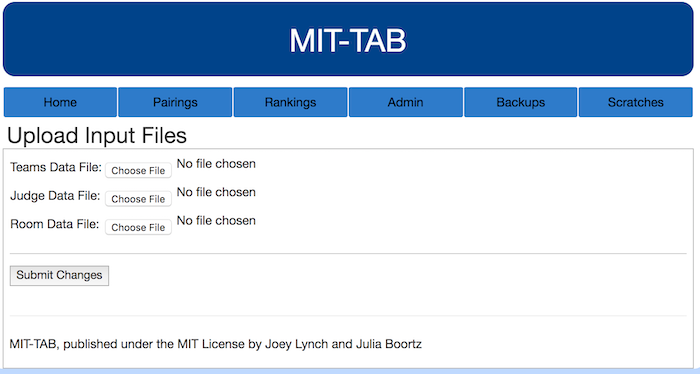 MIT-TAB
Home Pairings Rankings Admin Backups Scratches
Upload Input Files
Teams Data File: Choose File No file chosen
Judge Data File: Choose File No file chosen
Room Data File: Choose File No file chosen
Submit Changes
MIT-TAB, published under the MIT License by Joey Lynch and Julia Boortz